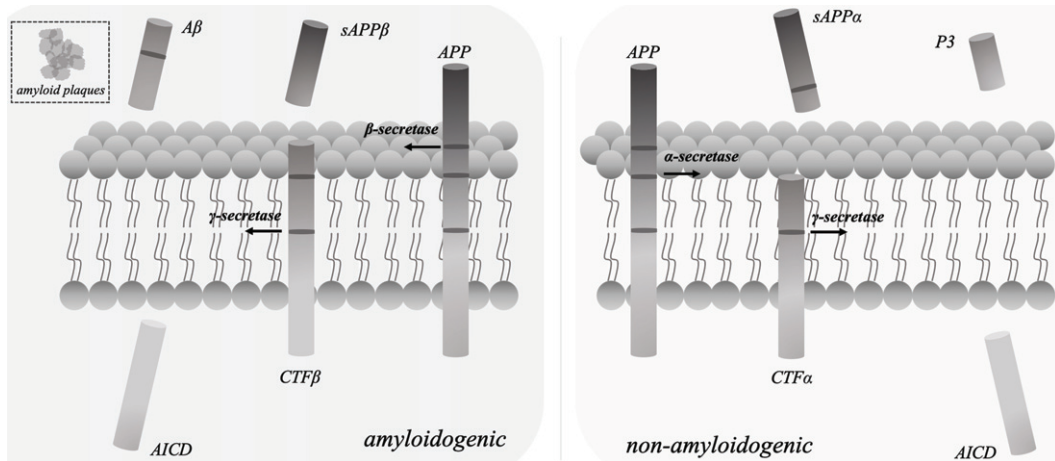 Aβ
sAPPβ
APP
amyloid plaques
β-secretase
γ-secretase
CTFβ
AICD
amyloidogenic
sAPPα
P3
APP
α-secretase
γ-secretase
CTFα
AICD
non-amyloidogenic